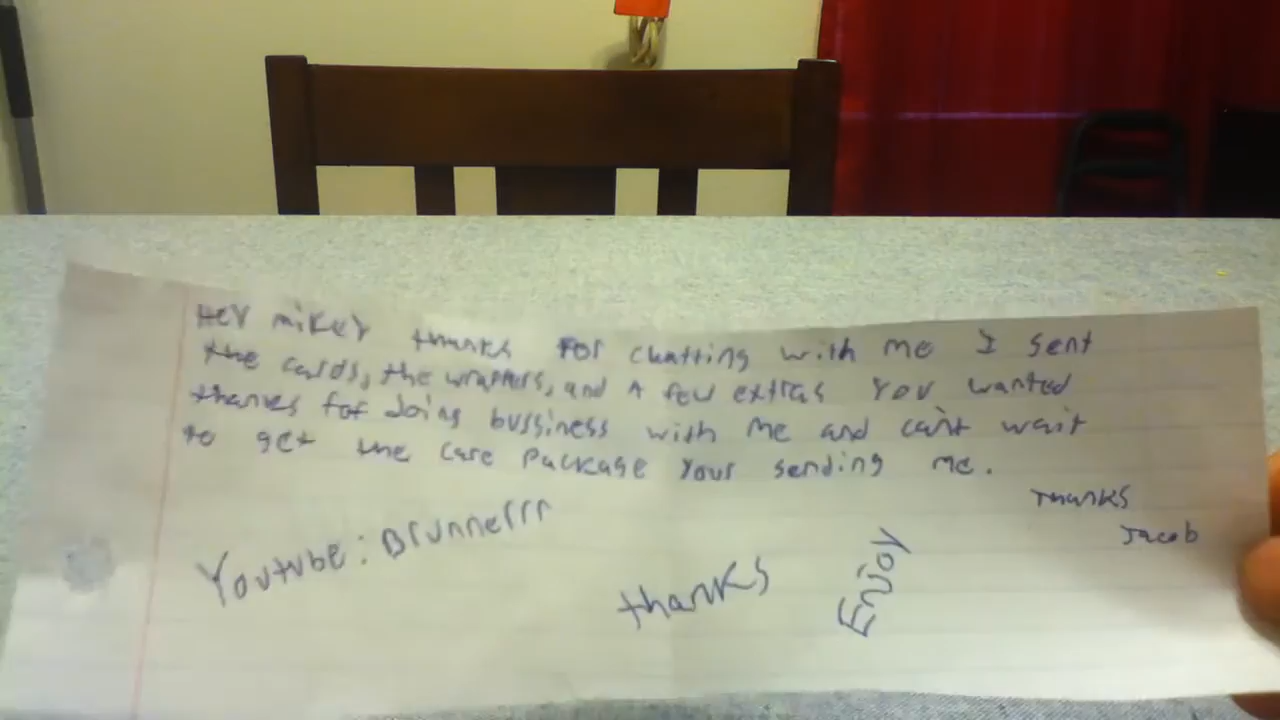 Hey mikey thanks For chatting with me I sent
the cards, the wrappers, and A few extras You wanted
thanks for doing bussiness with me and can't wait
to get the care Package Your sending me.
Thanks
Jacob
Youtube: Brunnerrr
thanks
Enjoy